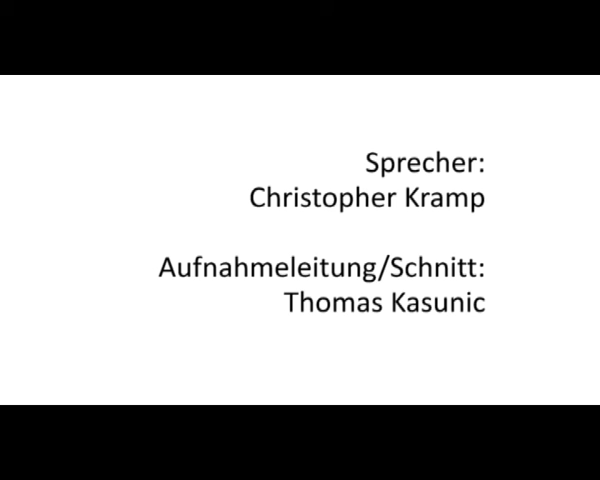 Sprecher:
Christopher Kramp
Aufnahmeleitung/Schnitt:
Thomas Kasunic